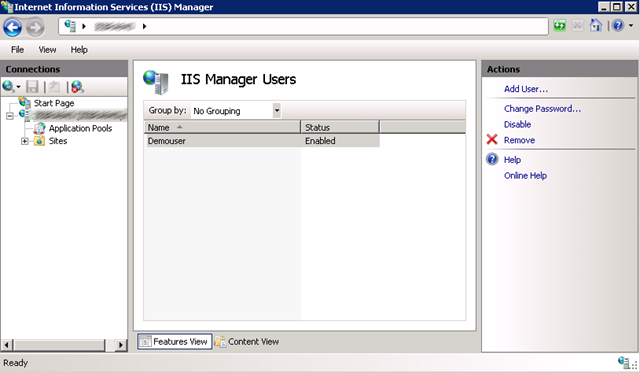 Internet Information Services (IIS) Manager
File View Help
Connections
Start Page
Application Pools
Sites
IIS Manager Users
Group by: No Grouping
Name Status
Demouser Enabled
Features View Content View
Actions
Add User...
Change Password...
Disable
Remove
Help
Online Help
Ready